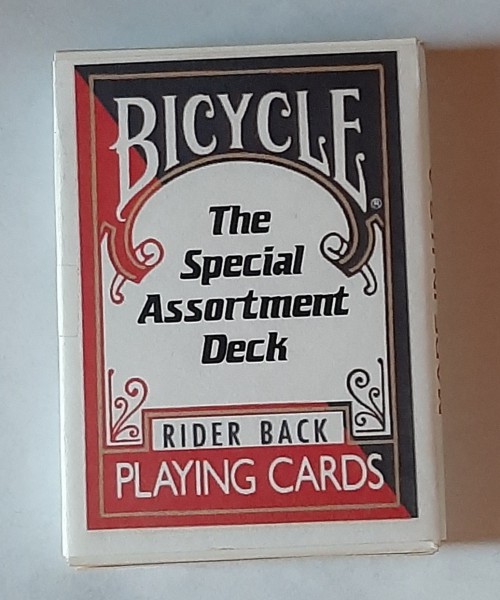 BICYCLE®
The
Special
Assortment
Deck
RIDER BACK
PLAYING CARDS